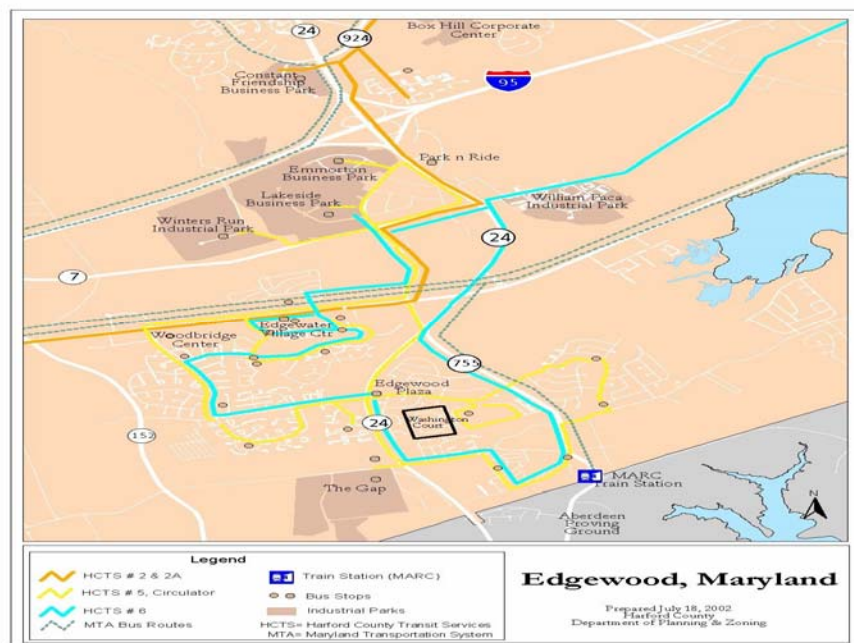 24
924
Box Hill Corporate
Center
Constant
Friendship
Business Park
95
Park n Ride
Emmorton
Business Park
Lakeside
Business Park
William Paca
Industrial Park
Winters Run
Industrial Park
24
7
Edgewater
Village Ctr
Woodbridge
Center
755
Edgewood
Plaza
152
24
Washington
Court
The Gap
MARC
Train Station
Aberdeen
Proving
Ground
N
Legend
HCTS # 2 & 2A
HCTS # 5, Circulator
HCTS # 6
MTA Bus Routes
Train Station (MARC)
Bus Stops
Industrial Parks
HCTS= Harford County Transit Services
MTA= Maryland Transportation System
Edgewood, Maryland
Prepared July 18, 2002
Harford County
Department of Planning & Zoning